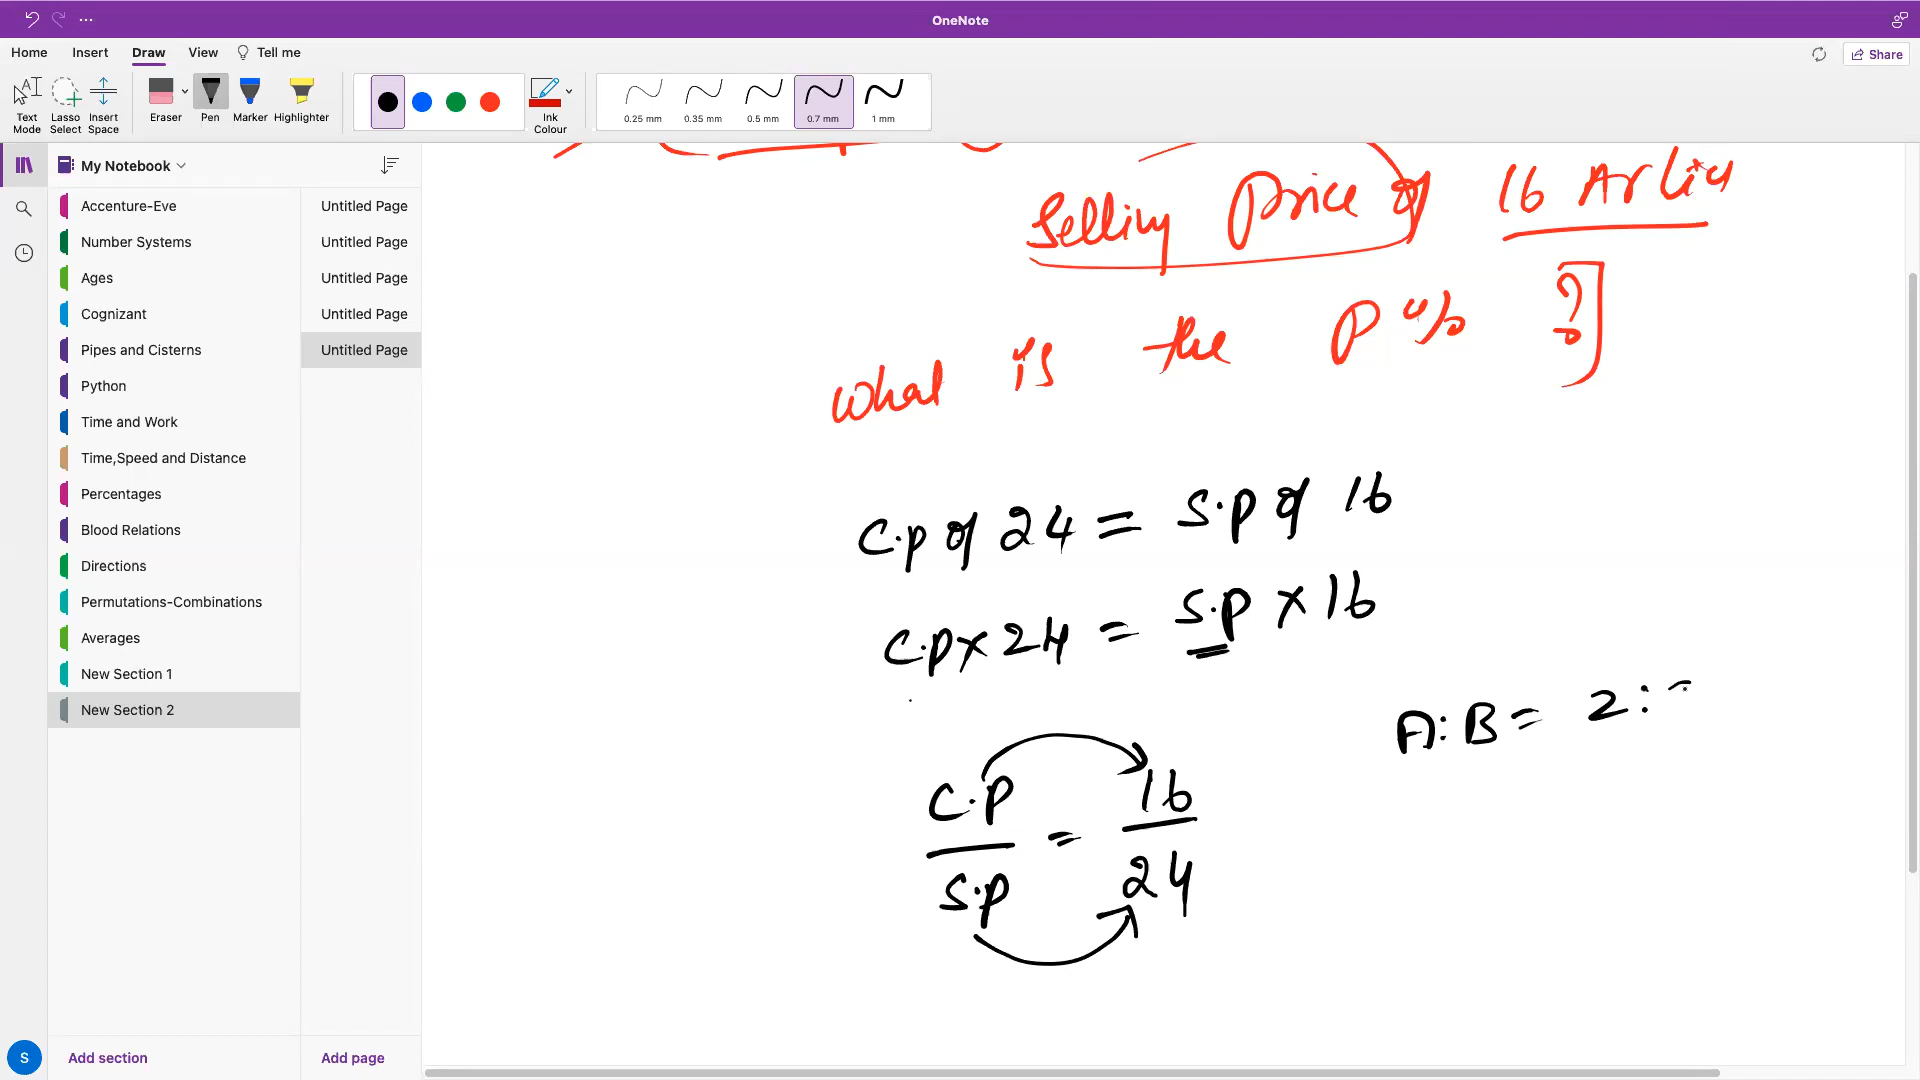 OneNote
Home Insert Draw View Tell me
Share
Text Mode
Lasso Select
Insert Space
Eraser
Pen
Marker
Highlighter
Ink Colour
0.25 mm
0.35 mm
0.5 mm
0.7 mm
1 mm
My Notebook
Accenture-Eve
Number Systems
Ages
Cognizant
Pipes and Cisterns
Python
Time and Work
Time,Speed and Distance
Percentages
Blood Relations
Directions
Permutations-Combinations
Averages
New Section 1
New Section 2
Untitled Page
Untitled Page
Untitled Page
Untitled Page
Untitled Page
S
Add section
Add page
Selling Price of 16
what is the P % ?]
C.P of 24 = S.P of 16
C.P x 24 = S.P x 16
A:B = 2:
C.P = 16
S.P 24